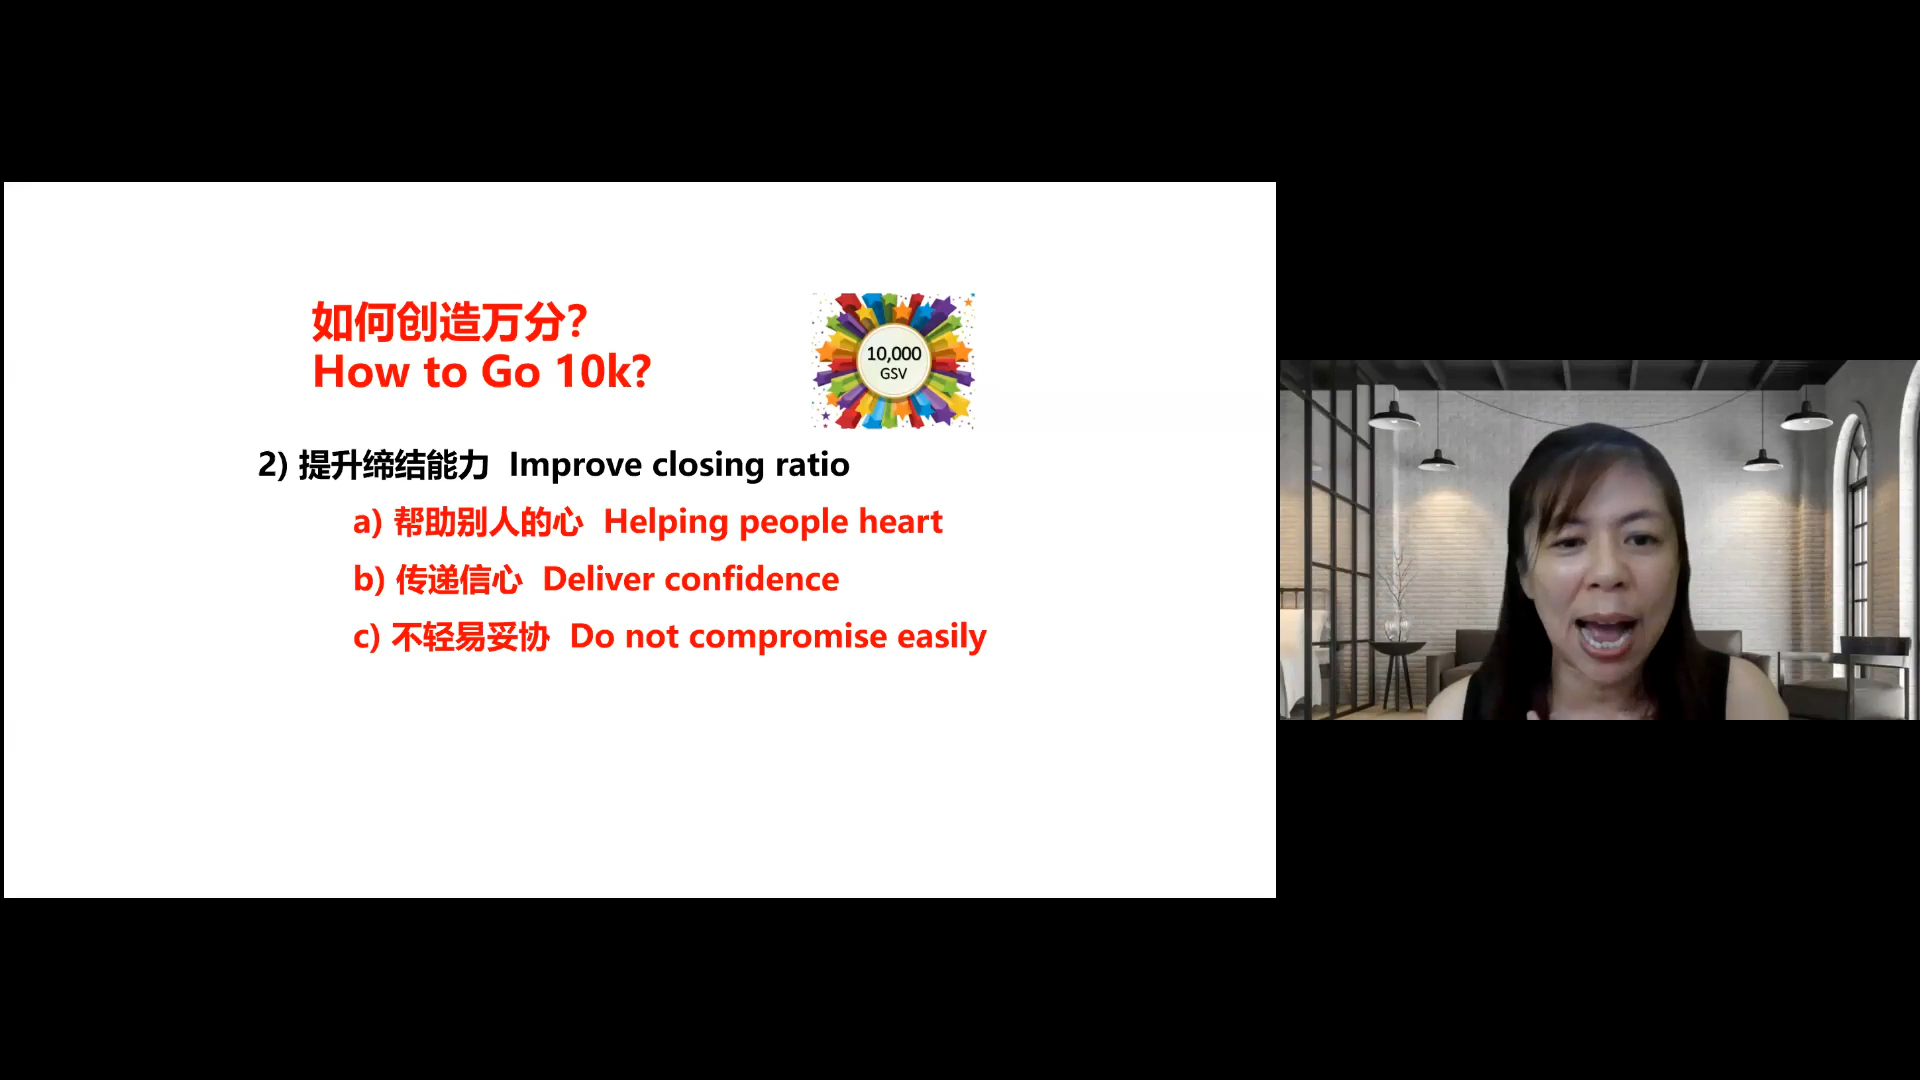 如何创造万分?
How to Go 10k?
10,000
GSV
2) 提升缔结能力 Improve closing ratio
a) 帮助别人的心 Helping people heart
b) 传递信心 Deliver confidence
c) 不轻易妥协 Do not compromise easily